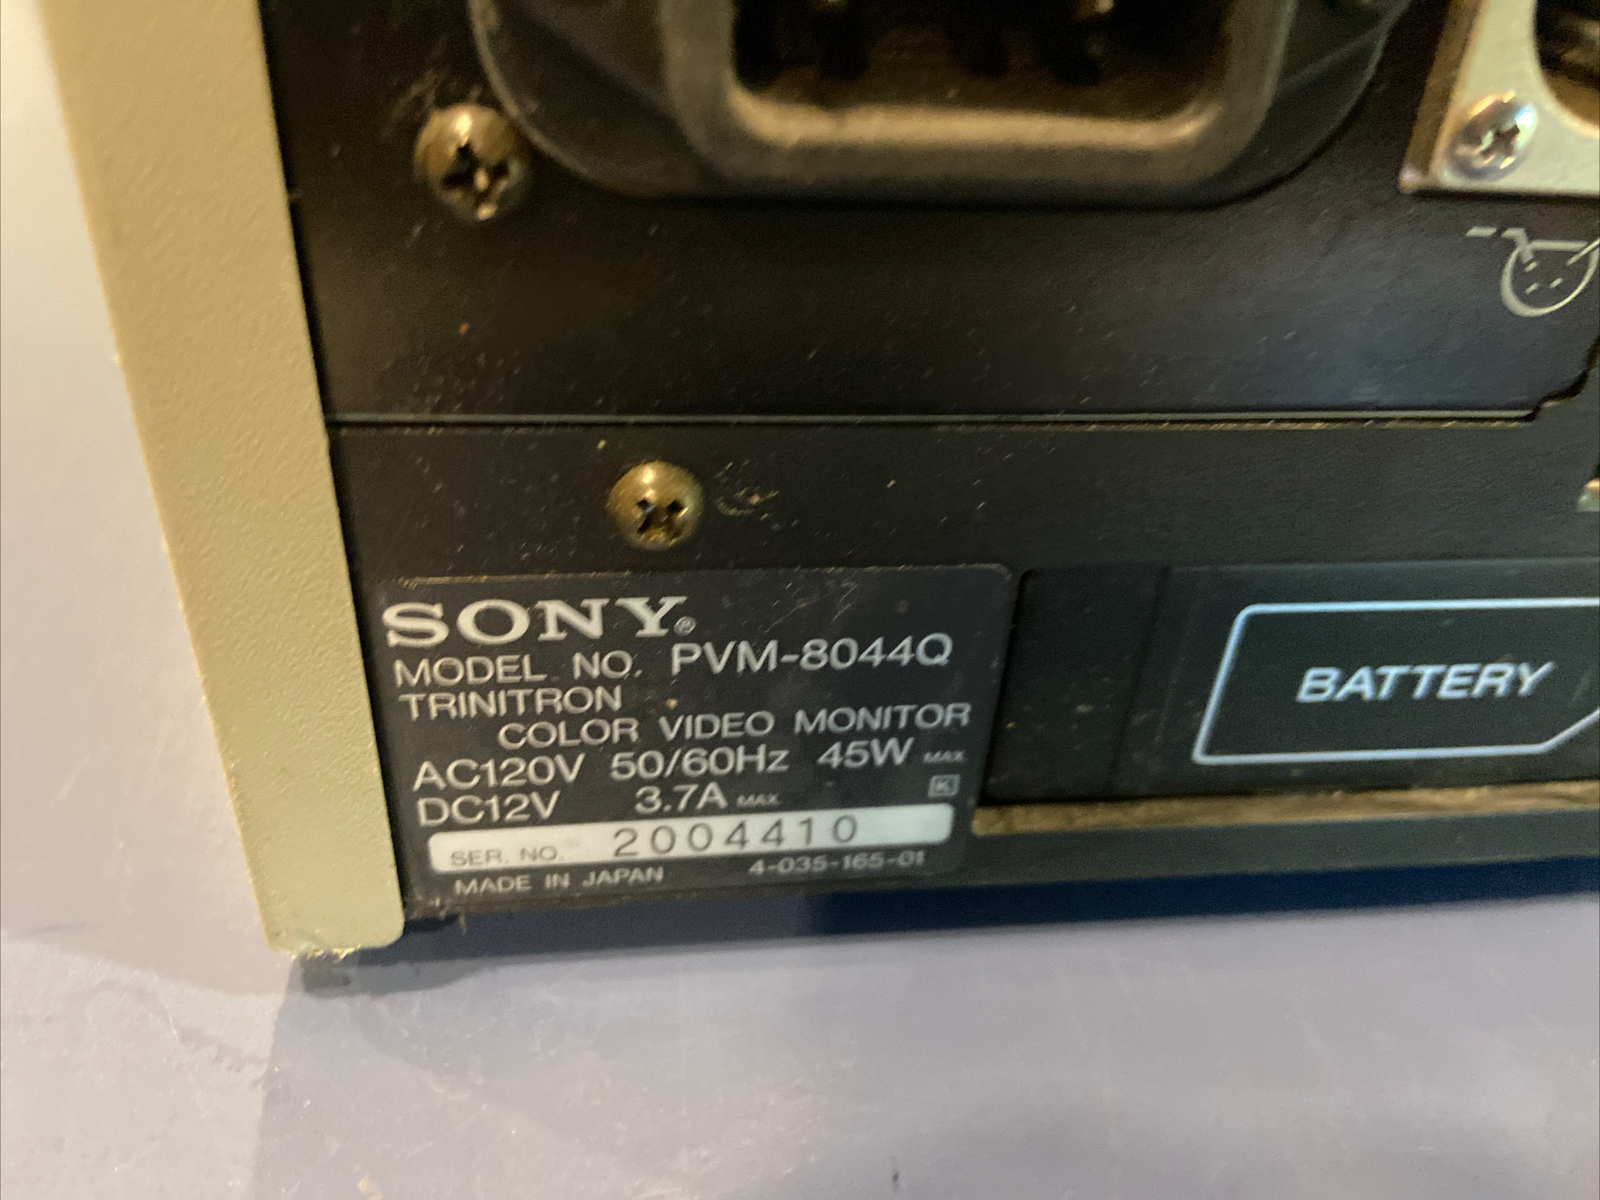 SONY®
MODEL NO. PVM-8044Q
TRINITRON
COLOR VIDEO MONITOR
AC120V 50/60Hz 45W MAX
DC12V 3.7A MAX K
SER. NO. 2004410
MADE IN JAPAN 4-035-165-01
BATTERY